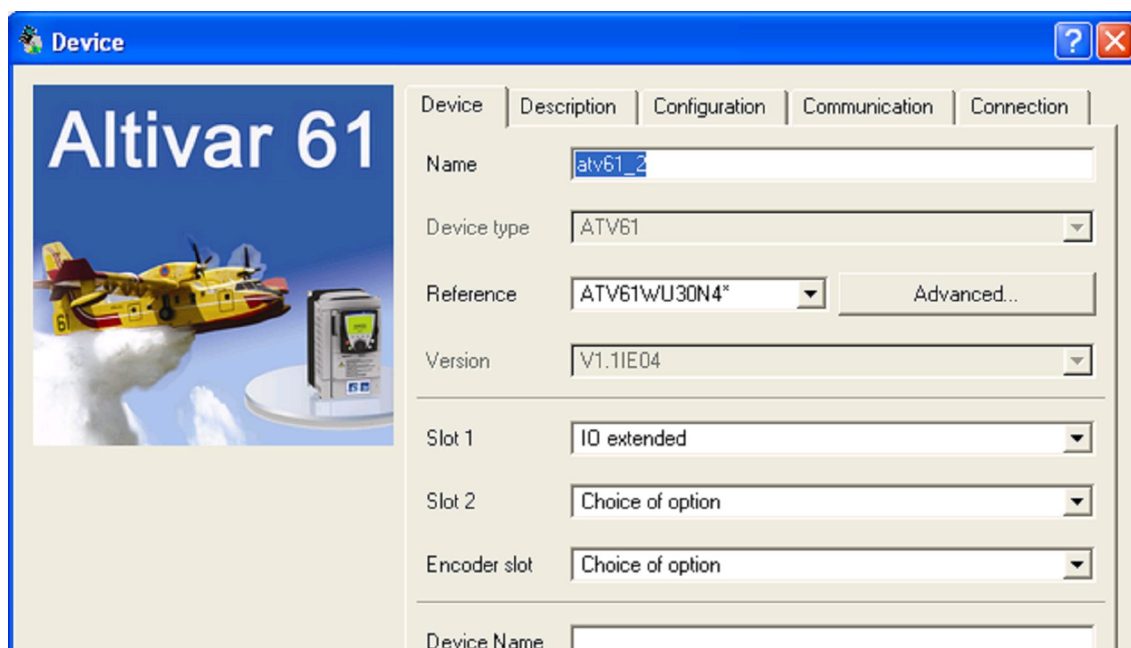 Device
Altivar 61
Device Description Configuration Communication Connection
Name atv61_2
Device type ATV61
Reference ATV61WU30N4* Advanced...
Version V1.1IE04
Slot 1 IO extended
Slot 2 Choice of option
Encoder slot Choice of option
Device Name
61